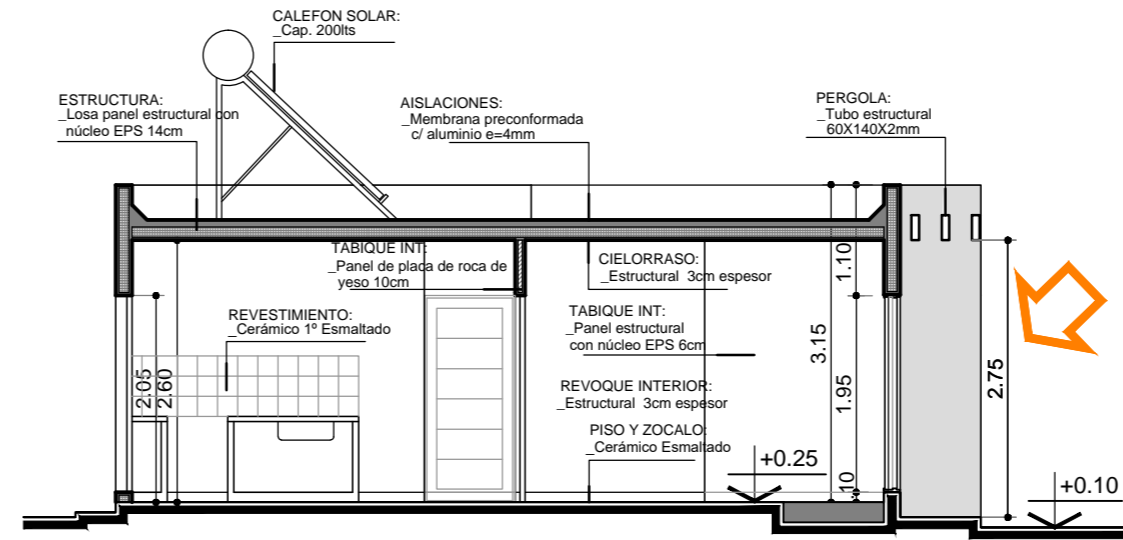 CALEFON SOLAR:
_Cap. 200lts
ESTRUCTURA:
_Losa panel estructural con
núcleo EPS 14cm
AISLACIONES:
_Membrana preconformada
c/ aluminio e=4mm
PERGOLA:
_Tubo estructural
60X140X2mm
TABIQUE INT:
_Panel de placa de roca de
yeso 10cm
CIELORRASO:
_Estructural 3cm espesor
REVESTIMIENTO:
_Cerámico 1º Esmaltado
TABIQUE INT:
_Panel estructural
con núcleo EPS 6cm
REVOQUE INTERIOR:
_Estructural 3cm espesor
PISO Y ZOCALO:
_Cerámico Esmaltado
2.05
2.60
3.15
1.10
1.95
.10
2.75
+0.25
+0.10